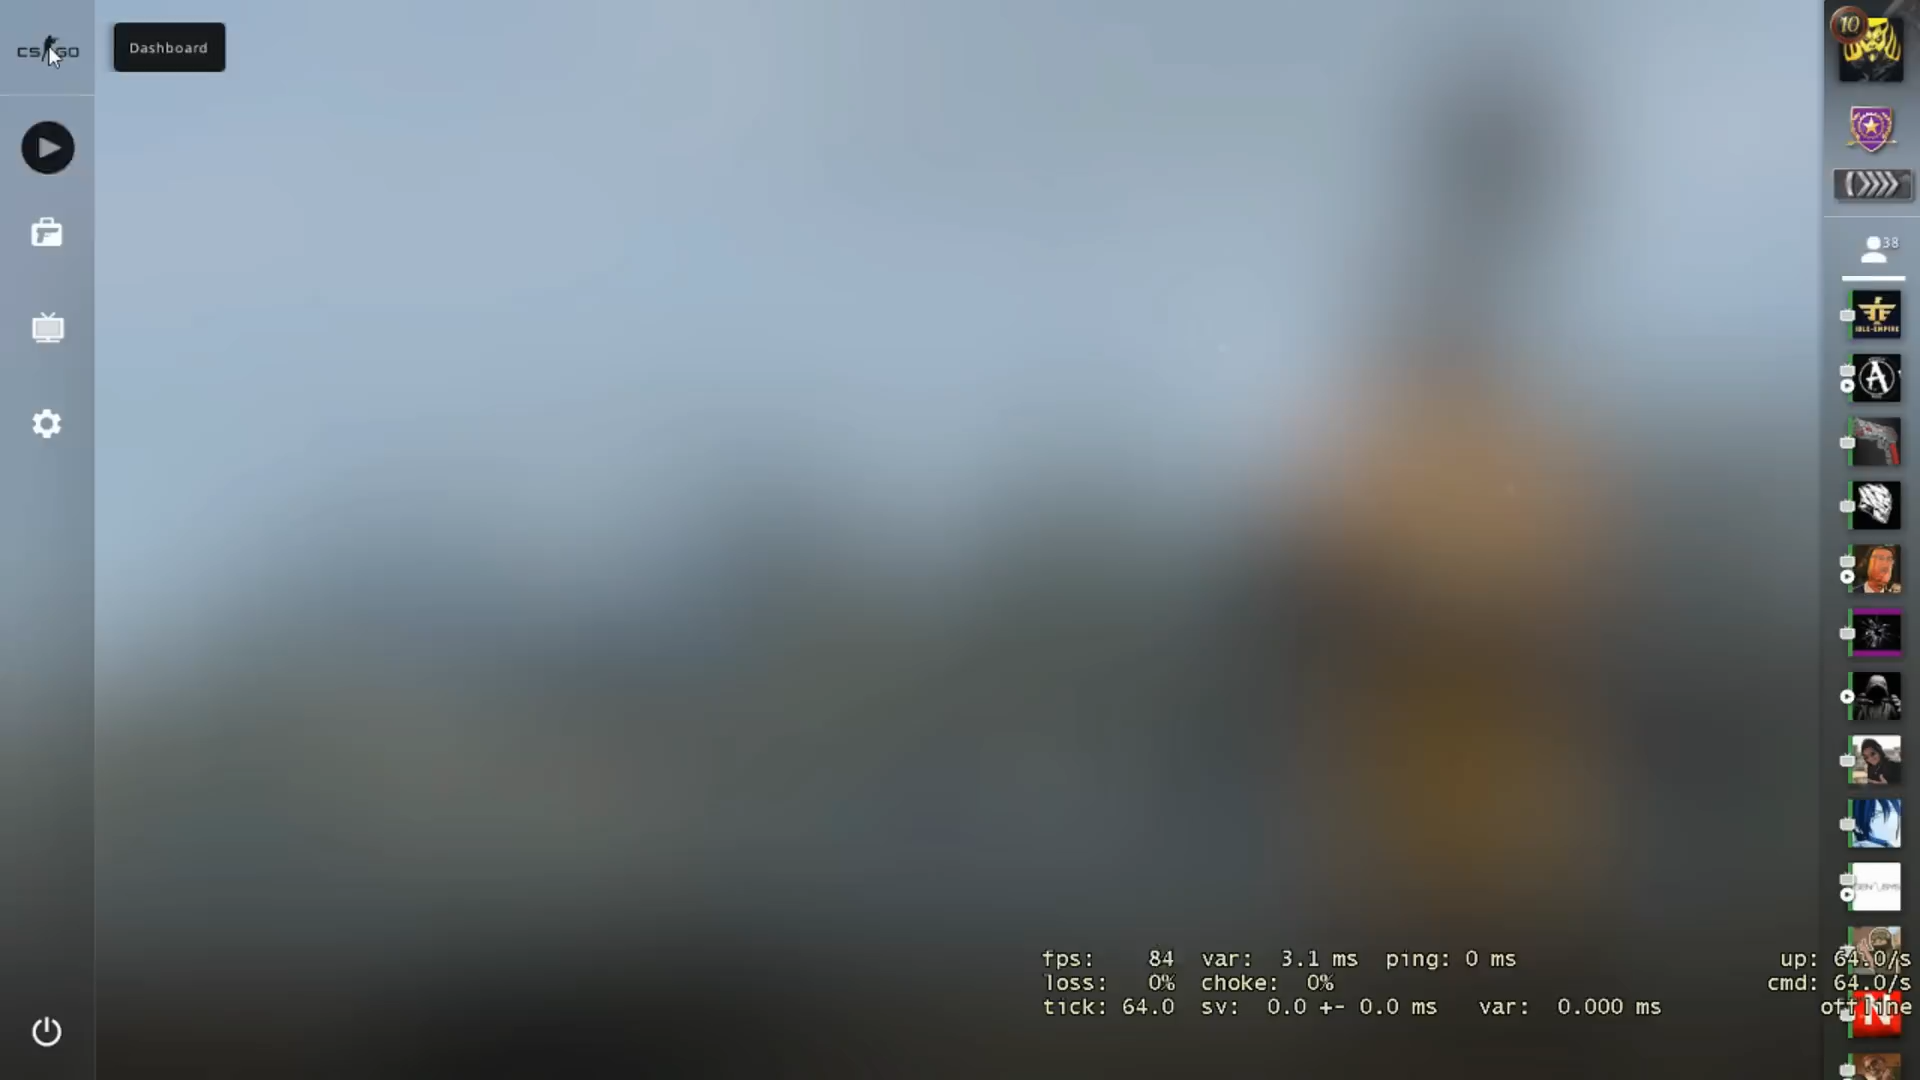 CS GO
Dashboard
10
38
IDLE-EMPIRE
A
fps: 84 var: 3.1 ms ping: 0 ms
up: 64.0/s
loss: 0% choke: 0%
cmd: 64.0/s
tick: 64.0 sv: 0.0 +- 0.0 ms var: 0.000 ms
offline
N